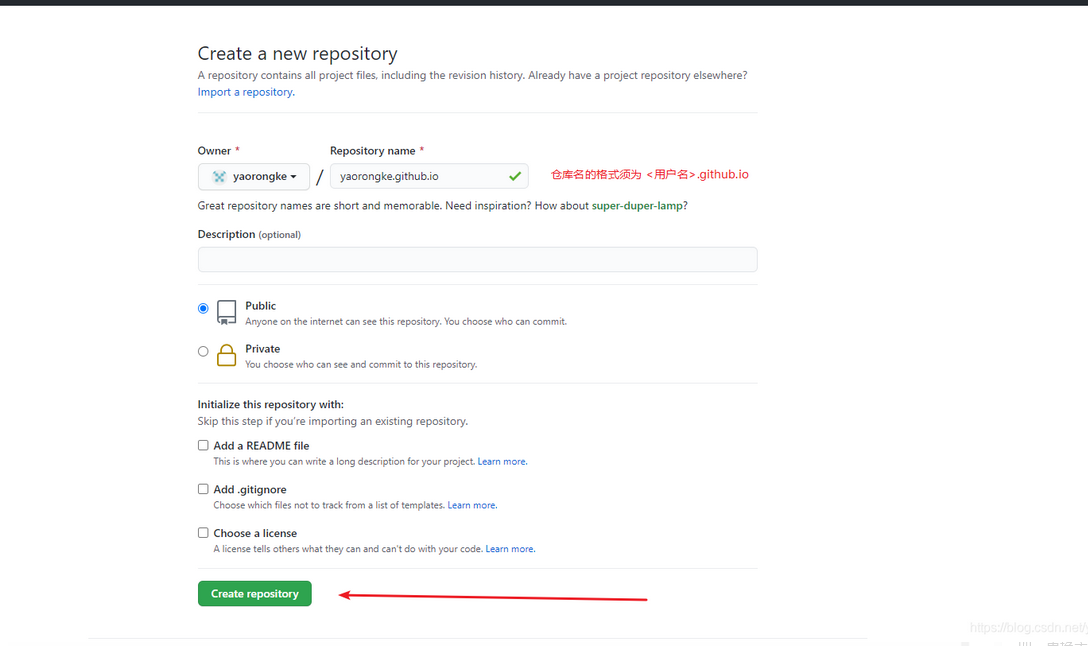 Create a new repository
A repository contains all project files, including the revision history. Already have a project repository elsewhere?
Import a repository.
Owner *
Repository name *
yaorongke
/
yaorongke.github.io
仓库名的格式须为 <用户名>.github.io
Great repository names are short and memorable. Need inspiration? How about super-duper-lamp?
Description (optional)
Public
Anyone on the internet can see this repository. You choose who can commit.
Private
You choose who can see and commit to this repository.
Initialize this repository with:
Skip this step if you're importing an existing repository.
Add a README file
This is where you can write a long description for your project. Learn more.
Add .gitignore
Choose which files not to track from a list of templates. Learn more.
Choose a license
A license tells others what they can and can't do with your code. Learn more.
Create repository
https://blog.csdn.net/